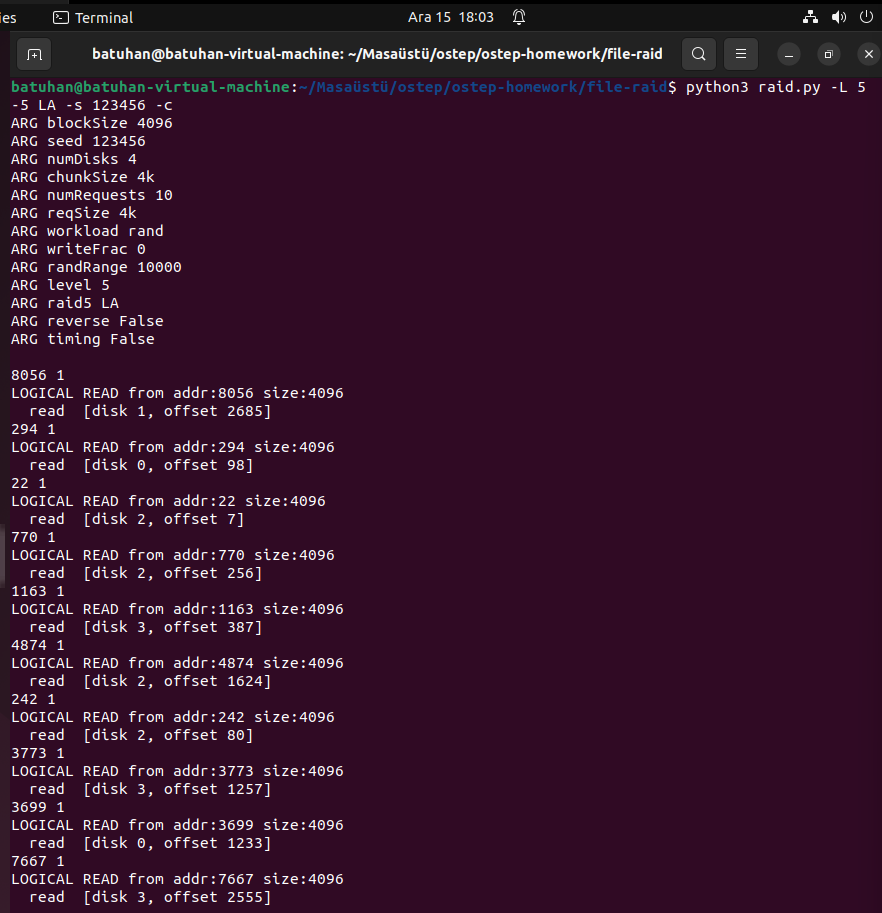 ies
Terminal
Ara 15 18:03
batuhan@batuhan-virtual-machine: ~/Masaüstü/ostep/ostep-homework/file-raid
batuhan@batuhan-virtual-machine:~/Masaüstü/ostep/ostep-homework/file-raid$ python3 raid.py -L 5
-5 LA -s 123456 -c
ARG blockSize 4096
ARG seed 123456
ARG numDisks 4
ARG chunkSize 4k
ARG numRequests 10
ARG reqSize 4k
ARG workload rand
ARG writeFrac 0
ARG randRange 10000
ARG level 5
ARG raid5 LA
ARG reverse False
ARG timing False
8056 1
LOGICAL READ from addr:8056 size:4096
read [disk 1, offset 2685]
294 1
LOGICAL READ from addr:294 size:4096
read [disk 0, offset 98]
22 1
LOGICAL READ from addr:22 size:4096
read [disk 2, offset 7]
770 1
LOGICAL READ from addr:770 size:4096
read [disk 2, offset 256]
1163 1
LOGICAL READ from addr:1163 size:4096
read [disk 3, offset 387]
4874 1
LOGICAL READ from addr:4874 size:4096
read [disk 2, offset 1624]
242 1
LOGICAL READ from addr:242 size:4096
read [disk 2, offset 80]
3773 1
LOGICAL READ from addr:3773 size:4096
read [disk 3, offset 1257]
3699 1
LOGICAL READ from addr:3699 size:4096
read [disk 0, offset 1233]
7667 1
LOGICAL READ from addr:7667 size:4096
read [disk 3, offset 2555]